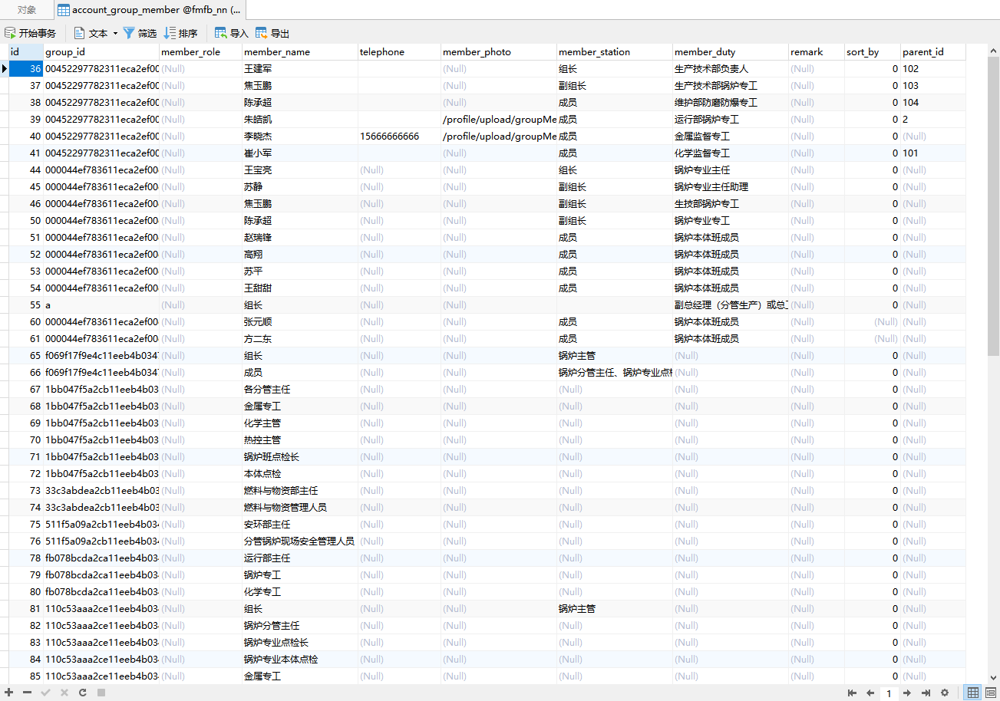 对象 account_group_member @fmfb_nn (...
开始事务 文本 筛选 排序 导入 导出
id group_id member_role member_name telephone member_photo member_station member_duty remark sort_by parent_id
36 00452297782311eca2ef00 (Null) 王建军 (Null) 组长 生产技术部负责人 (Null) 0 102
37 00452297782311eca2ef00 (Null) 焦玉鹏 (Null) 副组长 生产技术部锅炉专工 (Null) 0 103
38 00452297782311eca2ef00 (Null) 陈承超 (Null) 成员 维护部防磨防爆专工 (Null) 0 104
39 00452297782311eca2ef00 (Null) 朱皓凯 /profile/upload/groupMe 成员 运行部锅炉专工 (Null) 0 2
40 00452297782311eca2ef00 (Null) 李晓杰 15666666666 /profile/upload/groupMe 成员 金属监督专工 (Null) 0 (Null)
41 00452297782311eca2ef00 (Null) 崔小军 (Null) 成员 化学监督专工 (Null) 0 101
44 000044ef783611eca2ef00 (Null) 王宝亮 (Null) (Null) 组长 锅炉专业主任 (Null) 0 (Null)
45 000044ef783611eca2ef00 (Null) 苏静 (Null) (Null) 副组长 锅炉专业主任助理 (Null) 0 (Null)
46 000044ef783611eca2ef00 (Null) 焦玉鹏 (Null) (Null) 副组长 生技部锅炉专工 (Null) 0 (Null)
50 000044ef783611eca2ef00 (Null) 陈承超 (Null) (Null) 副组长 锅炉专业专工 (Null) 0 (Null)
51 000044ef783611eca2ef00 (Null) 赵瑞锋 (Null) (Null) 成员 锅炉本体班成员 (Null) 0 (Null)
52 000044ef783611eca2ef00 (Null) 高翔 (Null) (Null) 成员 锅炉本体班成员 (Null) 0 (Null)
53 000044ef783611eca2ef00 (Null) 苏平 (Null) (Null) 成员 锅炉本体班成员 (Null) 0 (Null)
54 000044ef783611eca2ef00 (Null) 王甜甜 (Null) (Null) 成员 锅炉本体班成员 (Null) 0 (Null)
55 a (Null) 组长 (Null) (Null) 副总经理（分管生产）或总工 (Null) 0 (Null)
60 000044ef783611eca2ef00 (Null) 张元顺 (Null) (Null) 成员 锅炉本体班成员 (Null) (Null) (Null)
61 000044ef783611eca2ef00 (Null) 方二东 (Null) (Null) 成员 锅炉本体班成员 (Null) (Null) (Null)
65 f069f17f9e4c11eeb4b0347 (Null) 组长 (Null) (Null) 锅炉主管 (Null) (Null) 0 (Null)
66 f069f17f9e4c11eeb4b0347 (Null) 成员 (Null) (Null) 锅炉分管主任、锅炉专业点检 (Null) (Null) 0 (Null)
67 1bb047f5a2cb11eeb4b03 (Null) 各分管主任 (Null) (Null) (Null) (Null) (Null) 0 (Null)
68 1bb047f5a2cb11eeb4b03 (Null) 金属专工 (Null) (Null) (Null) (Null) (Null) 0 (Null)
69 1bb047f5a2cb11eeb4b03 (Null) 化学主管 (Null) (Null) (Null) (Null) (Null) 0 (Null)
70 1bb047f5a2cb11eeb4b03 (Null) 热控主管 (Null) (Null) (Null) (Null) (Null) 0 (Null)
71 1bb047f5a2cb11eeb4b03 (Null) 锅炉班点检长 (Null) (Null) (Null) (Null) (Null) 0 (Null)
72 1bb047f5a2cb11eeb4b03 (Null) 本体点检 (Null) (Null) (Null) (Null) (Null) 0 (Null)
73 33c3abdea2cb11eeb4b03 (Null) 燃料与物资部主任 (Null) (Null) (Null) (Null) (Null) 0 (Null)
74 33c3abdea2cb11eeb4b03 (Null) 燃料与物资管理人员 (Null) (Null) (Null) (Null) (Null) 0 (Null)
75 511f5a09a2cb11eeb4b034 (Null) 安环部主任 (Null) (Null) (Null) (Null) (Null) 0 (Null)
76 511f5a09a2cb11eeb4b034 (Null) 分管锅炉现场安全管理人员 (Null) (Null) (Null) (Null) (Null) 0 (Null)
78 fb078bcda2ca11eeb4b03 (Null) 运行部主任 (Null) (Null) (Null) (Null) (Null) 0 (Null)
79 fb078bcda2ca11eeb4b03 (Null) 锅炉专工 (Null) (Null) (Null) (Null) (Null) 0 (Null)
80 fb078bcda2ca11eeb4b03 (Null) 化学专工 (Null) (Null) (Null) (Null) (Null) 0 (Null)
81 110c53aaa2ce11eeb4b03 (Null) 组长 (Null) (Null) 锅炉主管 (Null) (Null) 0 (Null)
82 110c53aaa2ce11eeb4b03 (Null) 锅炉分管主任 (Null) (Null) (Null) (Null) (Null) 0 (Null)
83 110c53aaa2ce11eeb4b03 (Null) 锅炉专业点检长 (Null) (Null) (Null) (Null) (Null) 0 (Null)
84 110c53aaa2ce11eeb4b03 (Null) 锅炉专业本体点检 (Null) (Null) (Null) (Null) (Null) 0 (Null)
85 110c53aaa2ce11eeb4b03 (Null) 金属专工 (Null) (Null) (Null) (Null) (Null) 0 (Null)
1